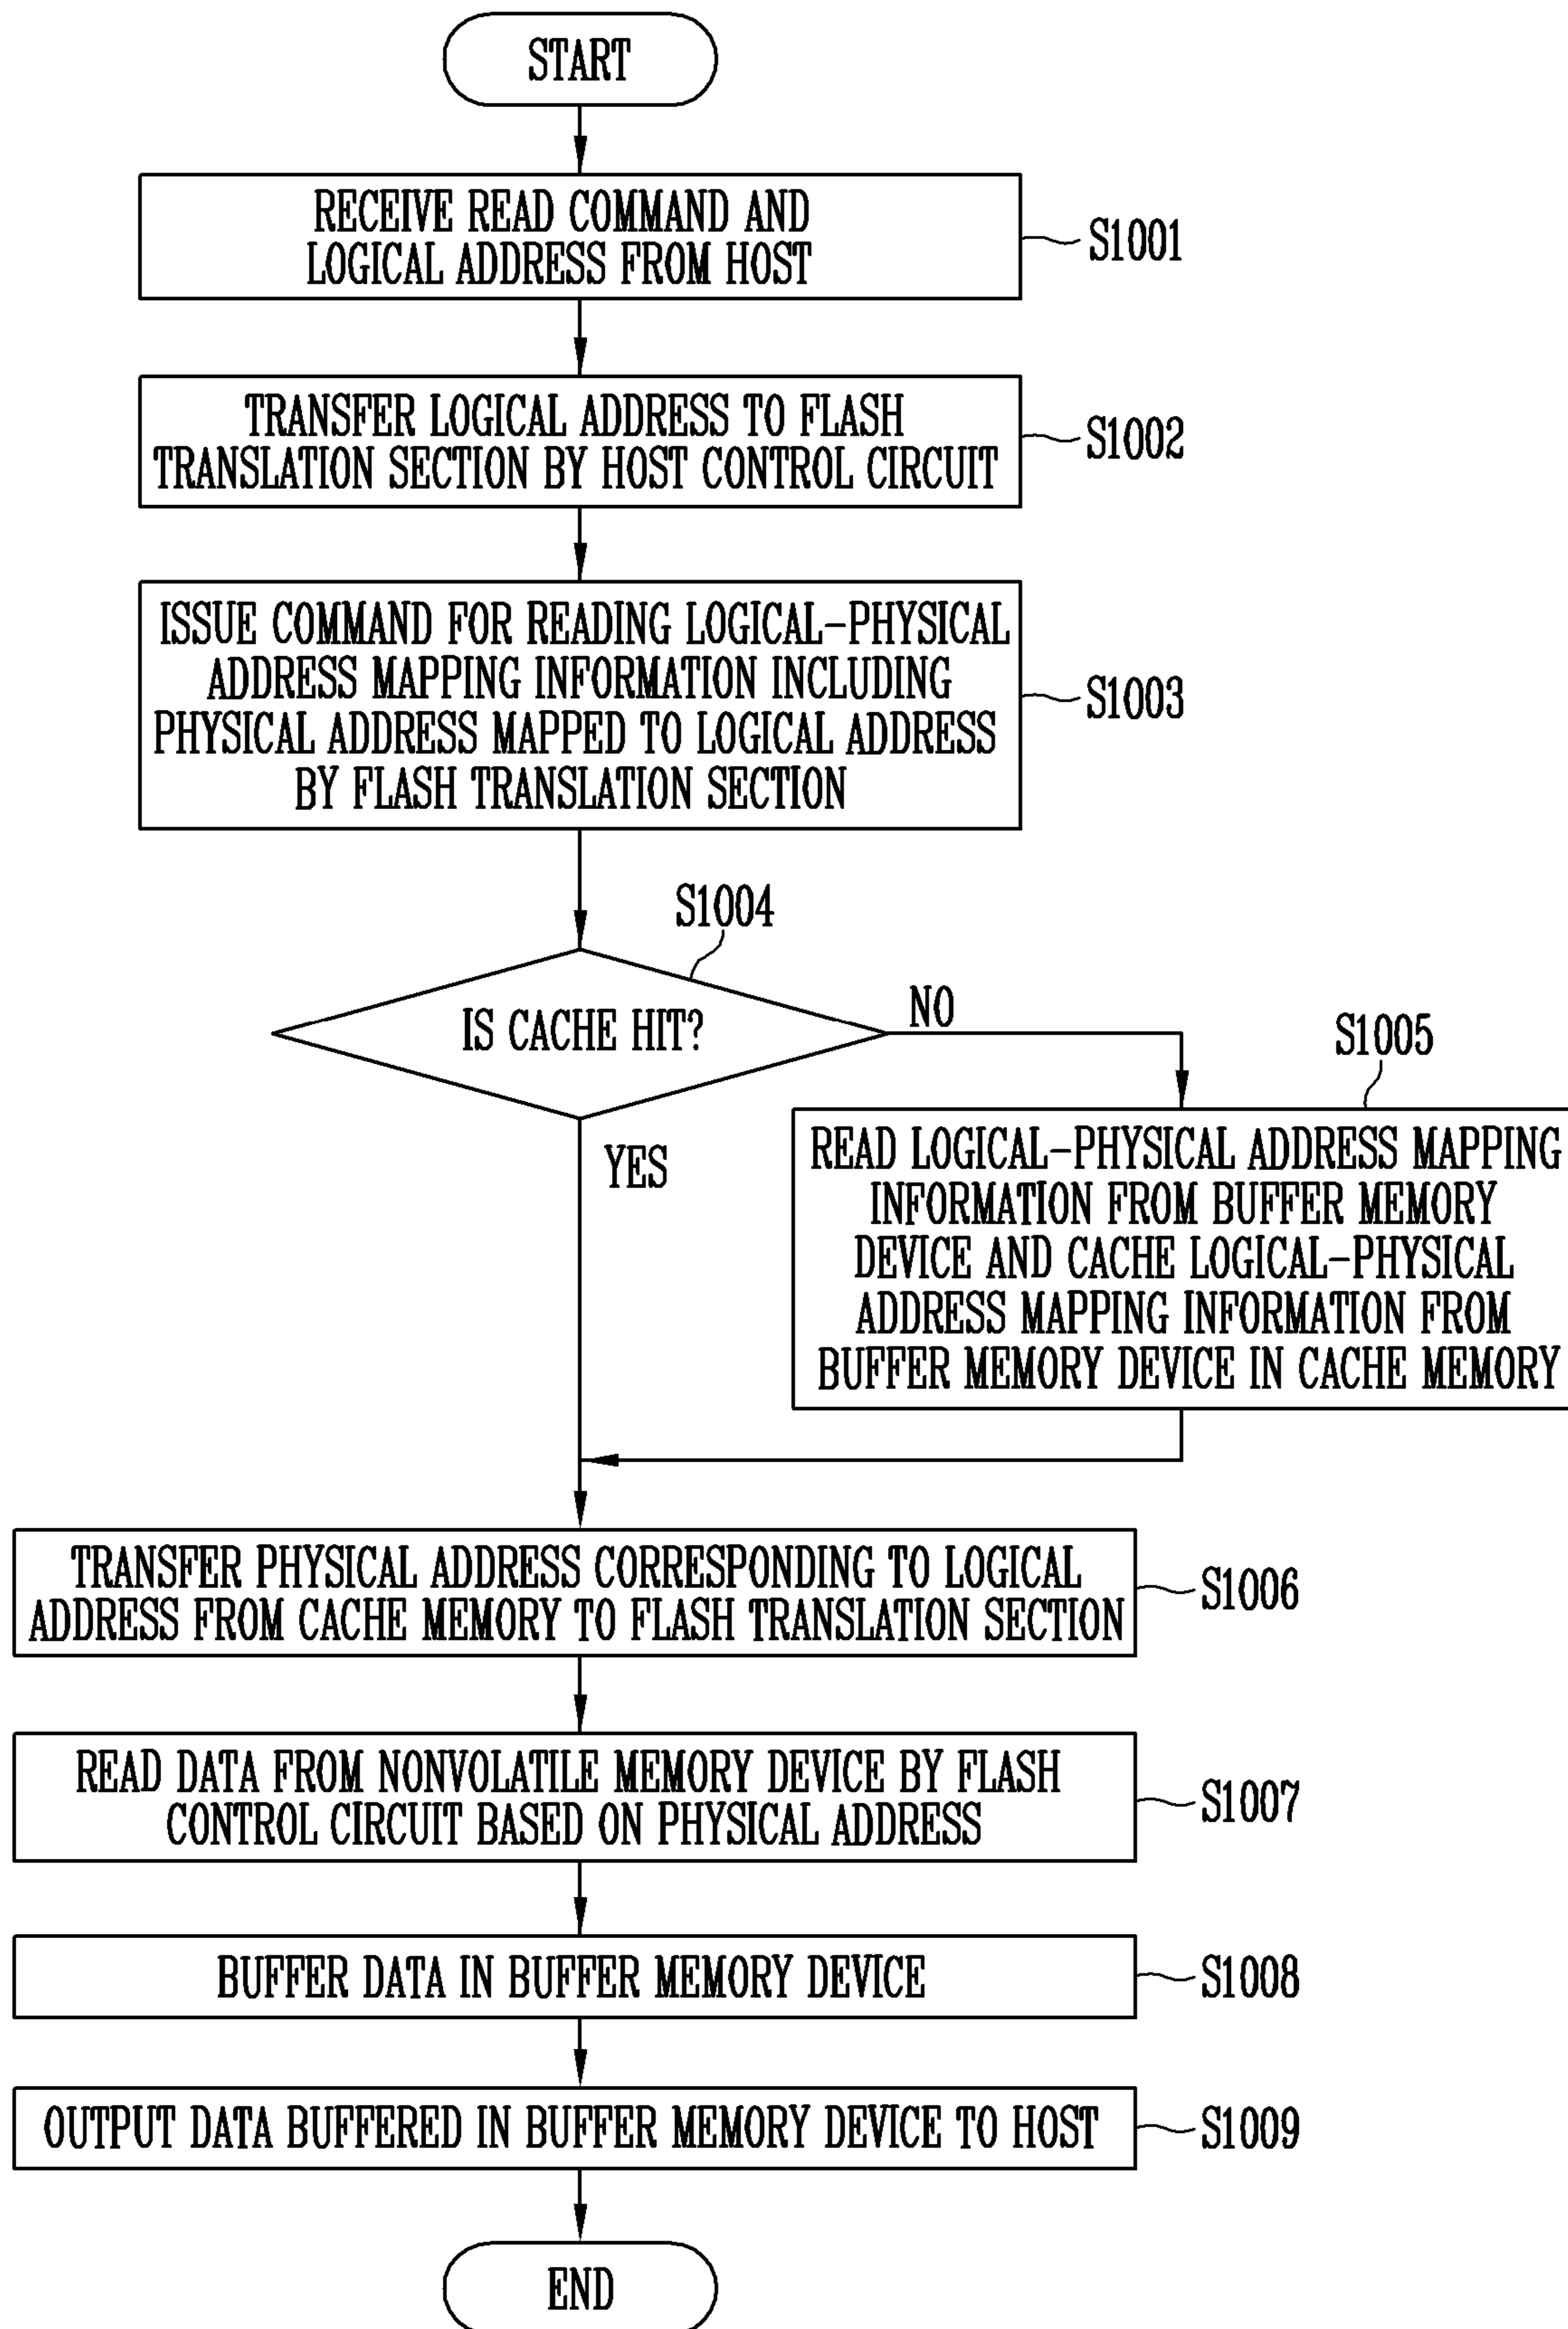 START
RECEIVE READ COMMAND AND
LOGICAL ADDRESS FROM HOST
S1001
TRANSFER LOGICAL ADDRESS TO FLASH
TRANSLATION SECTION BY HOST CONTROL CIRCUIT
S1002
ISSUE COMMAND FOR READING LOGICAL-PHYSICAL
ADDRESS MAPPING INFORMATION INCLUDING
PHYSICAL ADDRESS MAPPED TO LOGICAL ADDRESS
BY FLASH TRANSLATION SECTION
S1003
S1004
IS CACHE HIT?
NO
YES
S1005
READ LOGICAL-PHYSICAL ADDRESS MAPPING
INFORMATION FROM BUFFER MEMORY
DEVICE AND CACHE LOGICAL-PHYSICAL
ADDRESS MAPPING INFORMATION FROM
BUFFER MEMORY DEVICE IN CACHE MEMORY
TRANSFER PHYSICAL ADDRESS CORRESPONDING TO LOGICAL
ADDRESS FROM CACHE MEMORY TO FLASH TRANSLATION SECTION
S1006
READ DATA FROM NONVOLATILE MEMORY DEVICE BY FLASH
CONTROL CIRCUIT BASED ON PHYSICAL ADDRESS
S1007
BUFFER DATA IN BUFFER MEMORY DEVICE
S1008
OUTPUT DATA BUFFERED IN BUFFER MEMORY DEVICE TO HOST
S1009
END